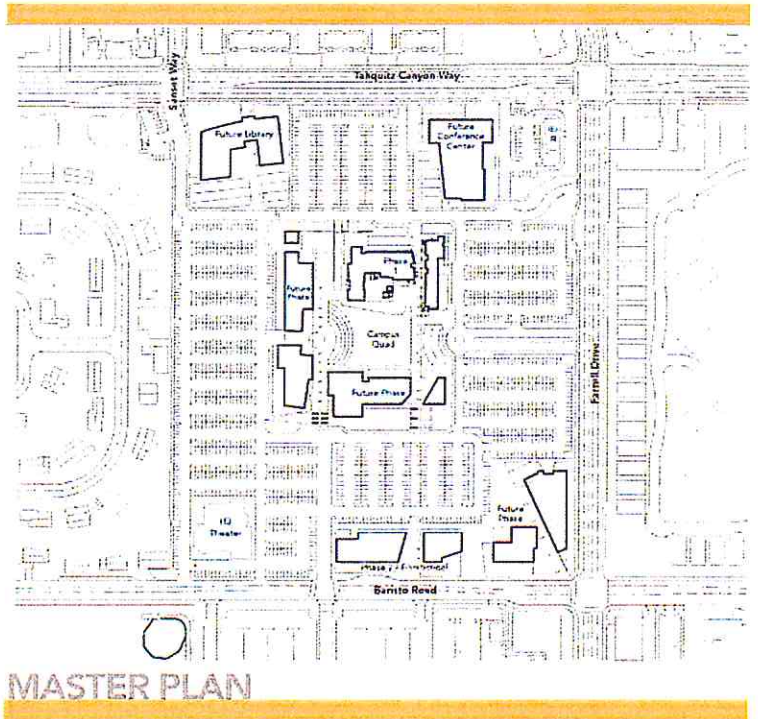 Tahquitz Canyon Way
Sunset Way
Future Library
Future
Conference
Center
(E)
Phase
Future
Phase
Campus
Quad
Future Phase
Farrell Drive
Future
Phase
(E)
Theater
Phase
Baristo Road
MASTER PLAN